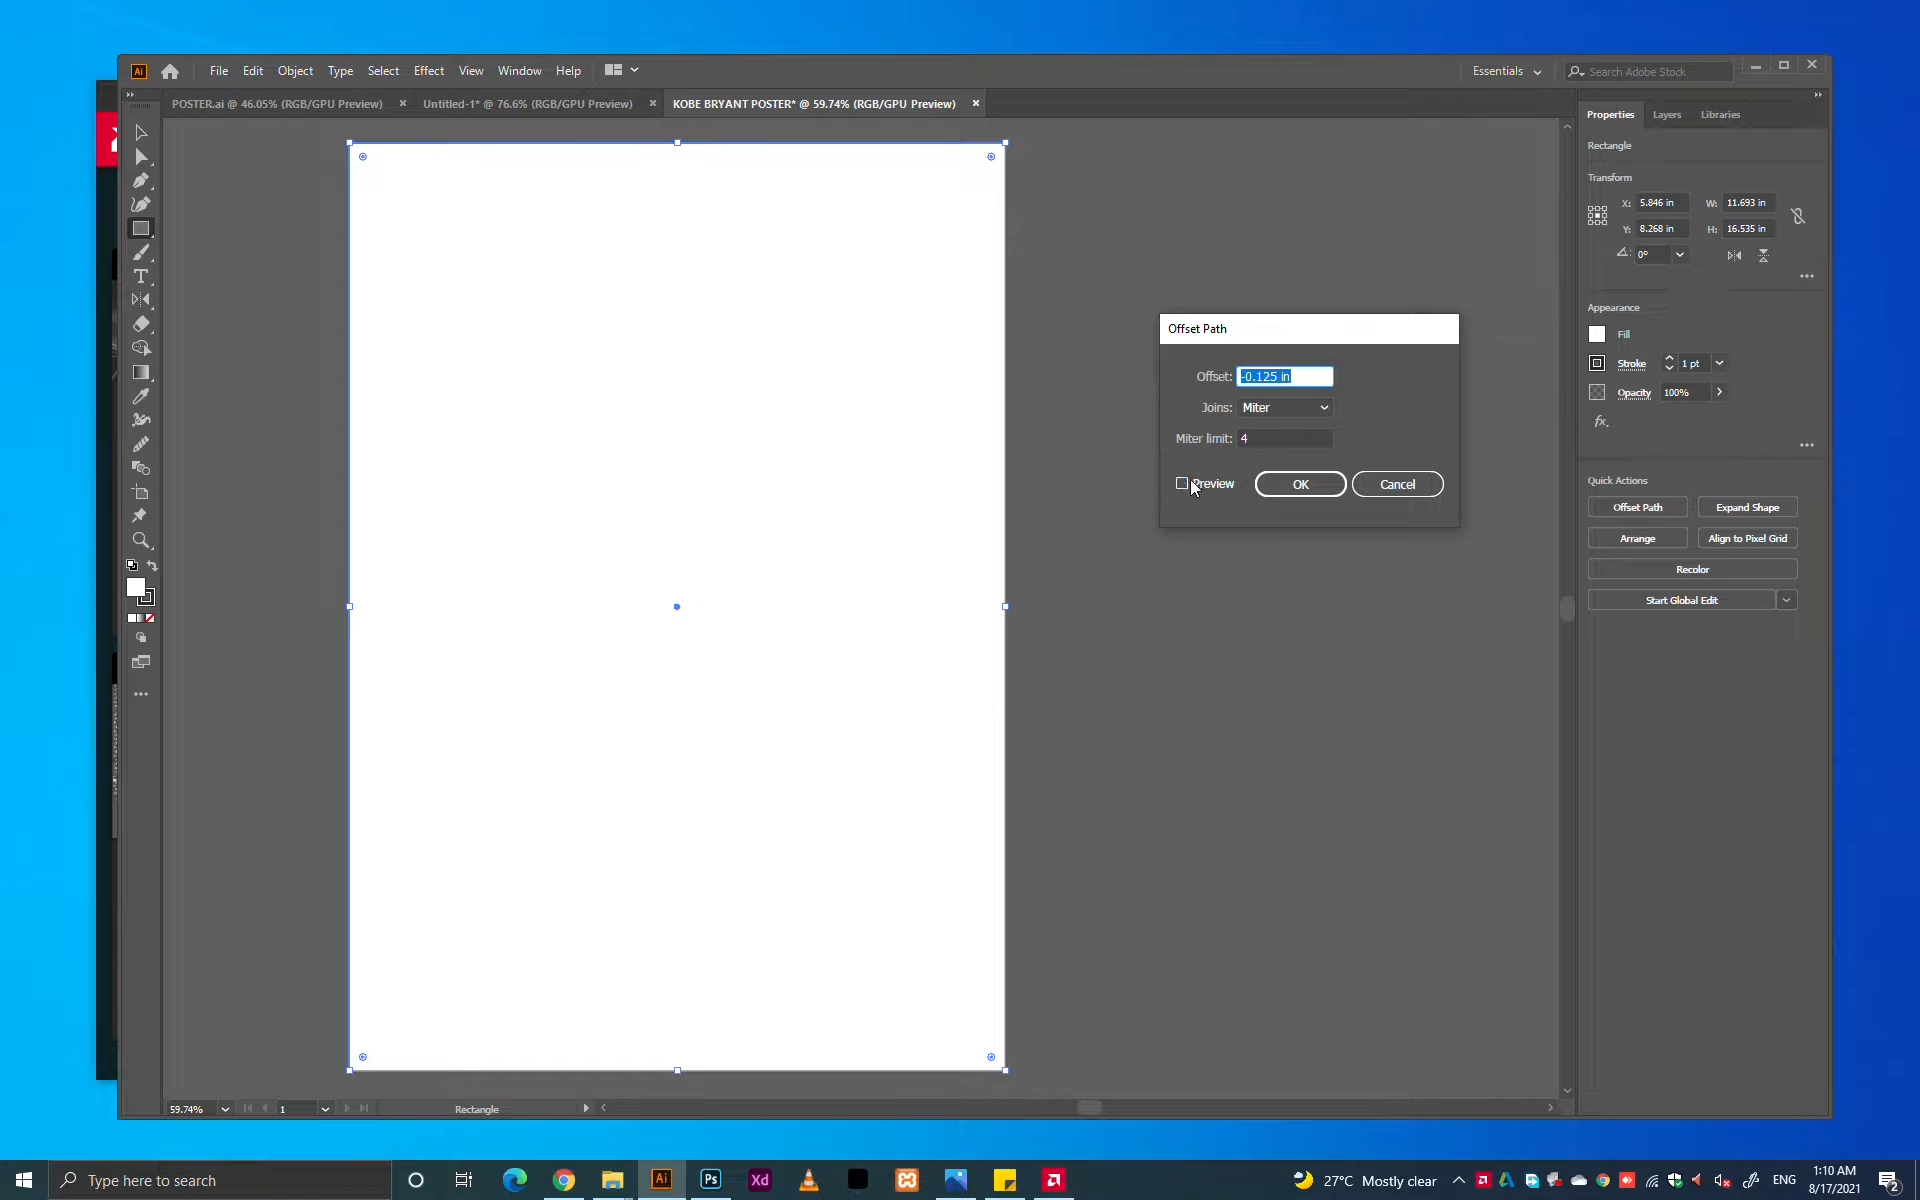 Ai File Edit Object Type Select Effect View Window Help Essentials Search Adobe Stock
POSTER.ai @ 46.05% (RGB/GPU Preview) × Untitled-1* @ 76.6% (RGB/GPU Preview) × KOBE BRYANT POSTER* @ 59.74% (RGB/GPU Preview) ×
Properties Layers Libraries
Rectangle
Transform
X: 5.846 in W: 11.693 in
Y: 8.268 in H: 16.535 in
0°
Appearance
Fill
Stroke 1 pt
Opacity 100%
fx.
Quick Actions
Offset Path Expand Shape
Arrange Align to Pixel Grid
Recolor
Start Global Edit
Offset Path
Offset: -0.125 in
Joins: Miter
Miter limit: 4
Preview OK Cancel
59.74% 1 Rectangle
Type here to search Ai Ps Xd 27°C Mostly clear ENG 1:10 AM
8/17/2021 2